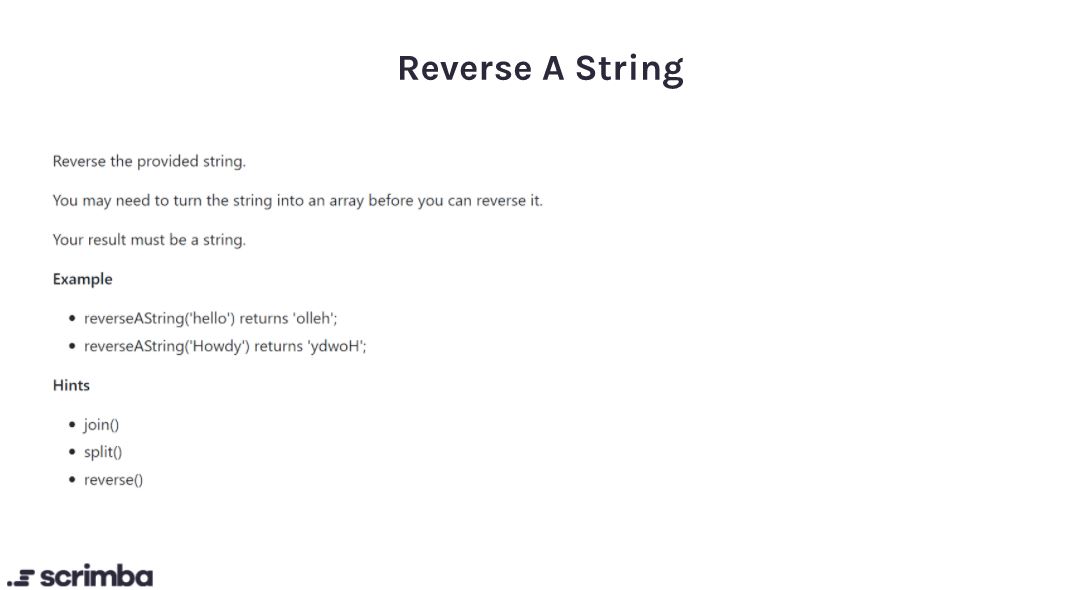 Reverse A String
Reverse the provided string.
You may need to turn the string into an array before you can reverse it.
Your result must be a string.
Example
• reverseAString('hello') returns 'olleh';
• reverseAString('Howdy') returns 'ydwoH';
Hints
• join()
• split()
• reverse()
scrimba